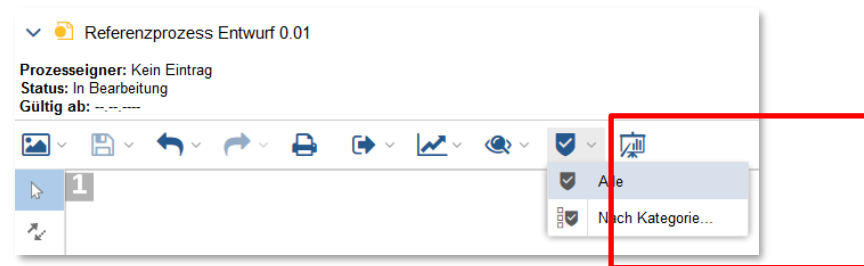 Referenzprozess Entwurf 0.01
Prozesseigner: Kein Eintrag
Status: In Bearbeitung
Gültig ab: --.--.----
1
Alle
Nach Kategorie...